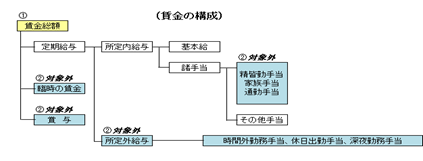 （賃金の構成）
①
賃金総額
定期給与
所定内給与
基本給
諸手当
②対象外
精皆勤手当
家族手当
通勤手当
②対象外
臨時の賃金
その他手当
②対象外
賞　与
②対象外
所定外給与
時間外勤務手当、休日出勤手当、深夜勤務手当